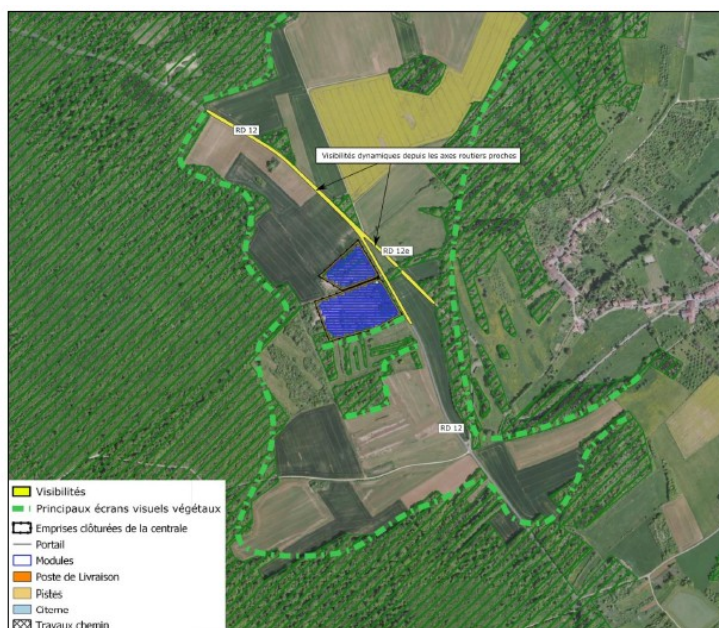 RD 12
Visibilités dynamiques depuis les axes routiers proches
RD 12e
RD 12
Visibilités
Principaux écrans visuels végétaux
Emprises clôturées de la centrale
Portail
Modules
Poste de Livraison
Pistes
Citerne
Travaux chemin